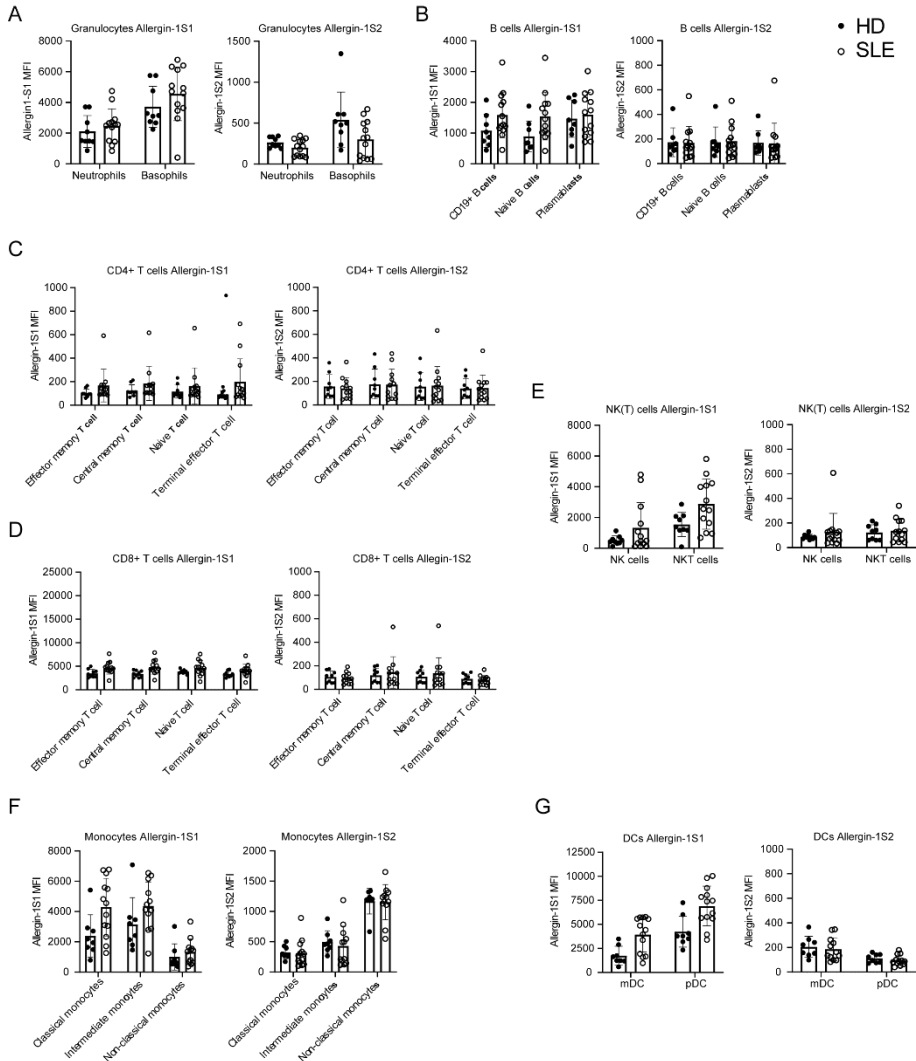 A
Granulocytes Allergin-1S1
Allergin1-S1 MFI
8000
6000
4000
2000
0
Neutrophils
Basophils
Granulocytes Allergin-1S2
Allergin-1S2 MFI
1500
1000
500
0
Neutrophils
Basophils
B
B cells Allergin-1S1
Allergin-1S1 MFI
4000
3000
2000
1000
0
CD19+ B cells
Naive B cells
Plasmablasts
B cells Allergin-1S2
Alleergin-1S2 MFI
1000
800
600
400
200
0
CD19+ B cells
Naive B cells
Plasmablasts
HD
SLE
C
CD4+ T cells Allergin-1S1
Allergin-1S1 MFI
1000
800
600
400
200
0
Effector memory T cell
Central memory T cell
Naive T cell
Terminal effector T cell
CD4+ T cells Allergin-1S2
Allergin-1S2 MFI
1000
800
600
400
200
0
Effector memory T cell
Central memory T cell
Naive T cell
Terminal effector T cell
D
CD8+ T cells Allergin-1S1
Allergin-1S1 MFI
25000
20000
15000
10000
5000
0
Effector memory T cell
Central memory T cell
Naive T cell
Terminal effector T cell
CD8+ T cells Allegin-1S2
Allergin-1S2 MFI
1000
800
600
400
200
0
Effector memory T cell
Central memory T cell
Naive T cell
Terminal effector T cell
E
NK(T) cells Allergin-1S1
Allergin-1S1 MFI
8000
6000
4000
2000
0
NK cells
NKT cells
NK(T) cells Allergin-1S2
Allergin-1S2 MFI
1000
800
600
400
200
0
NK cells
NKT cells
F
Monocytes Allergin-1S1
Allergin-1S1 MFI
8000
6000
4000
2000
0
Classical monocytes
Intermediate monocytes
Non-classical monocytes
Monocytes Allergin-1S2
Alleregin-1S2 MFI
2000
1500
1000
500
0
Classical monocytes
Intermediate monocytes
Non-classical monocytes
G
DCs Allergin-1S1
Allergin-1S1 MFI
12500
10000
7500
5000
2500
0
mDC
pDC
DCs Allergin-1S2
Allergin-1S2 MFI
1000
800
600
400
200
0
mDC
pDC